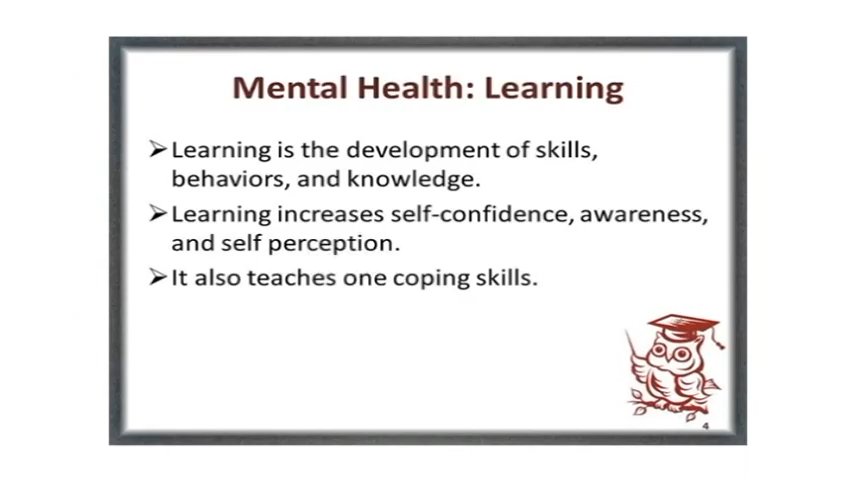 Mental Health: Learning
➢Learning is the development of skills,
behaviors, and knowledge.
➢Learning increases self-confidence, awareness,
and self perception.
➢It also teaches one coping skills.
4